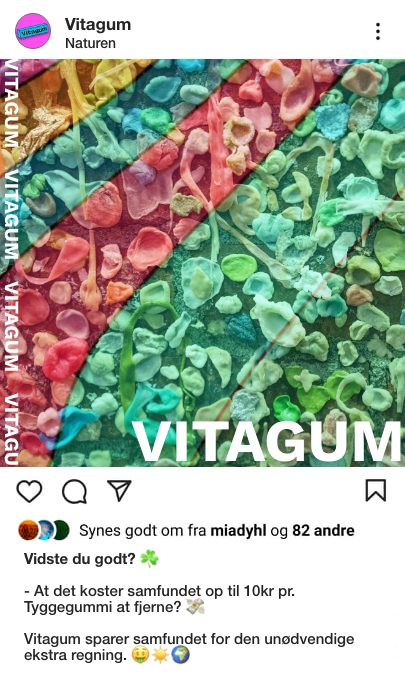 Vitagum
Vitagum
Naturen
VITAGUM
VITAGUM
VITAGUM
VITAGU
VITAGUM
Synes godt om fra miadyhl og 82 andre
Vidste du godt? ☘️
- At det koster samfundet op til 10kr pr.
Tyggegummi at fjerne? 💸
Vitagum sparer samfundet for den unødvendige
ekstra regning. 🤑☀️🌍